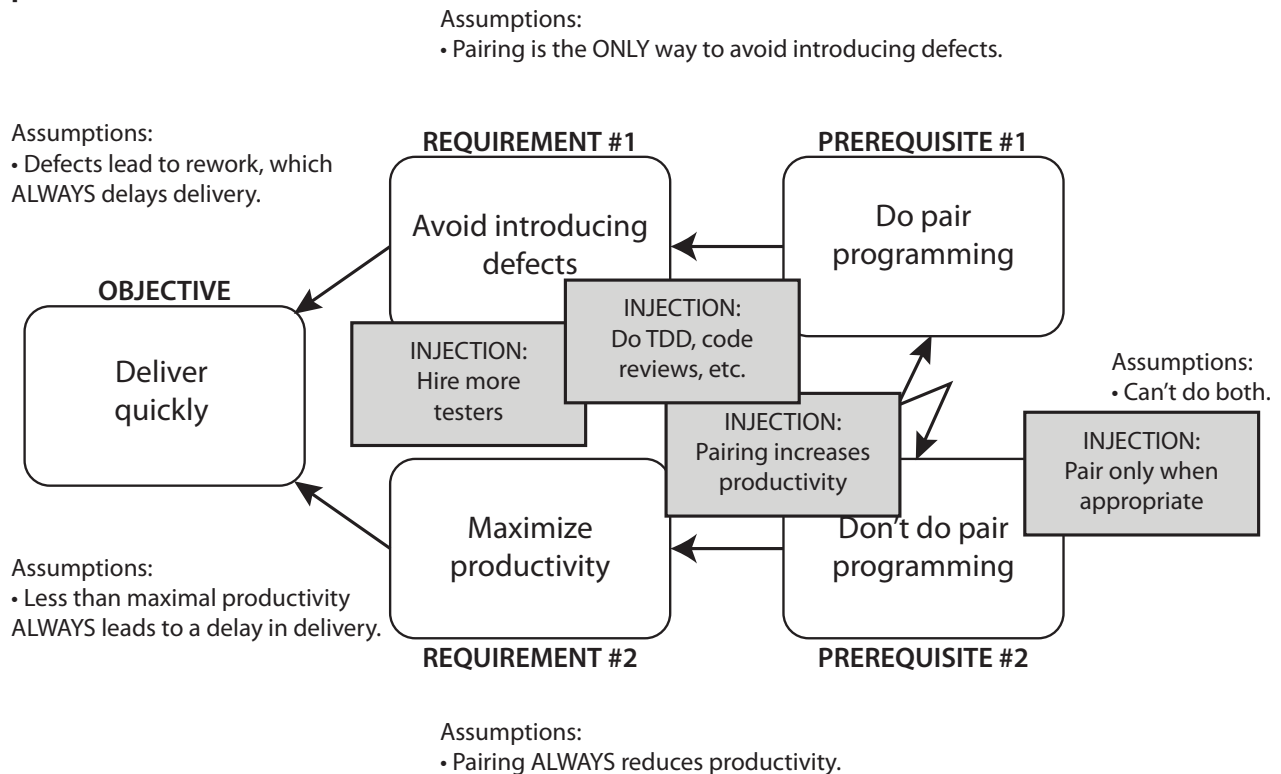 Assumptions:
• Pairing is the ONLY way to avoid introducing defects.
Assumptions:
• Defects lead to rework, which
ALWAYS delays delivery.
REQUIREMENT #1
Avoid introducing
defects
PREREQUISITE #1
Do pair
programming
OBJECTIVE
Deliver
quickly
INJECTION:
Hire more
testers
INJECTION:
Do TDD, code
reviews, etc.
INJECTION:
Pairing increases
productivity
Assumptions:
• Can't do both.
INJECTION:
Pair only when
appropriate
Maximize
productivity
REQUIREMENT #2
Don't do pair
programming
PREREQUISITE #2
Assumptions:
• Less than maximal productivity
ALWAYS leads to a delay in delivery.
Assumptions:
• Pairing ALWAYS reduces productivity.